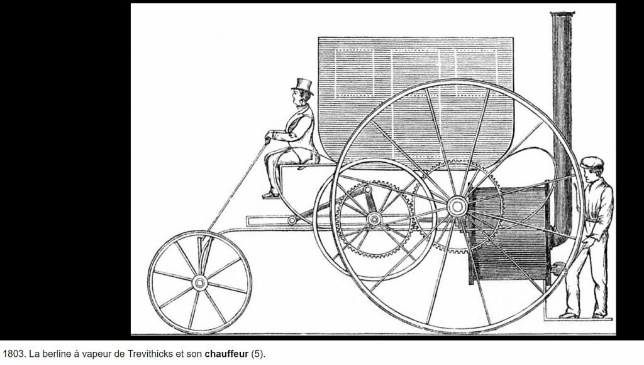 1803. La berline à vapeur de Trevithicks et son chauffeur (5).